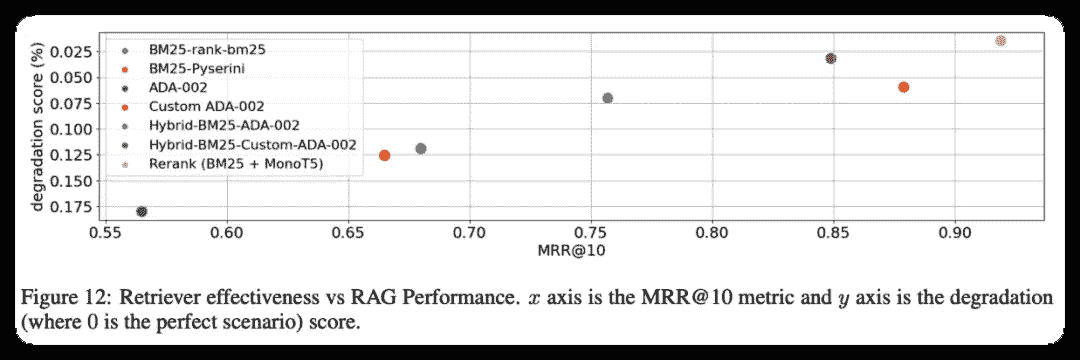 degradation score (%)
0.025
0.050
0.075
0.100
0.125
0.150
0.175
BM25-rank-bm25
BM25-Pyserini
ADA-002
Custom ADA-002
Hybrid-BM25-ADA-002
Hybrid-BM25-Custom-ADA-002
Rerank (BM25 + MonoT5)
0.55 0.60 0.65 0.70 0.75 0.80 0.85 0.90
MRR@10
Figure 12: Retriever effectiveness vs RAG Performance. x axis is the MRR@10 metric and y axis is the degradation
(where 0 is the perfect scenario) score.